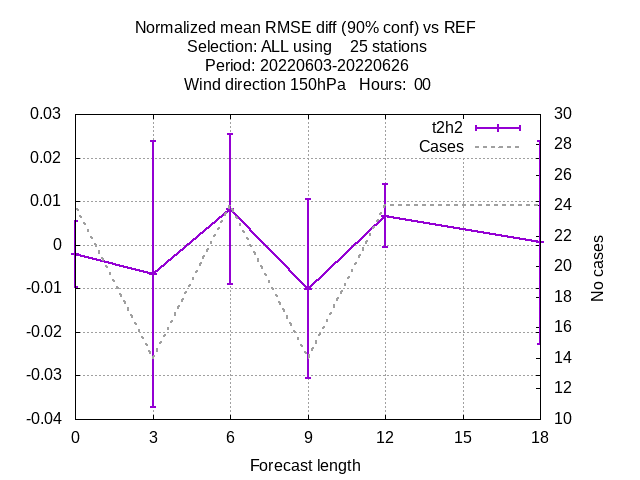 Normalized mean RMSE diff (90% conf) vs REF
Selection: ALL using    25 stations
Period: 20220603-20220626
Wind direction 150hPa   Hours:  00
t2h2
Cases
0.03
0.02
0.01
0
-0.01
-0.02
-0.03
-0.04
30
28
26
24
22
20
18
16
14
12
10
No cases
0 3 6 9 12 15 18
Forecast length